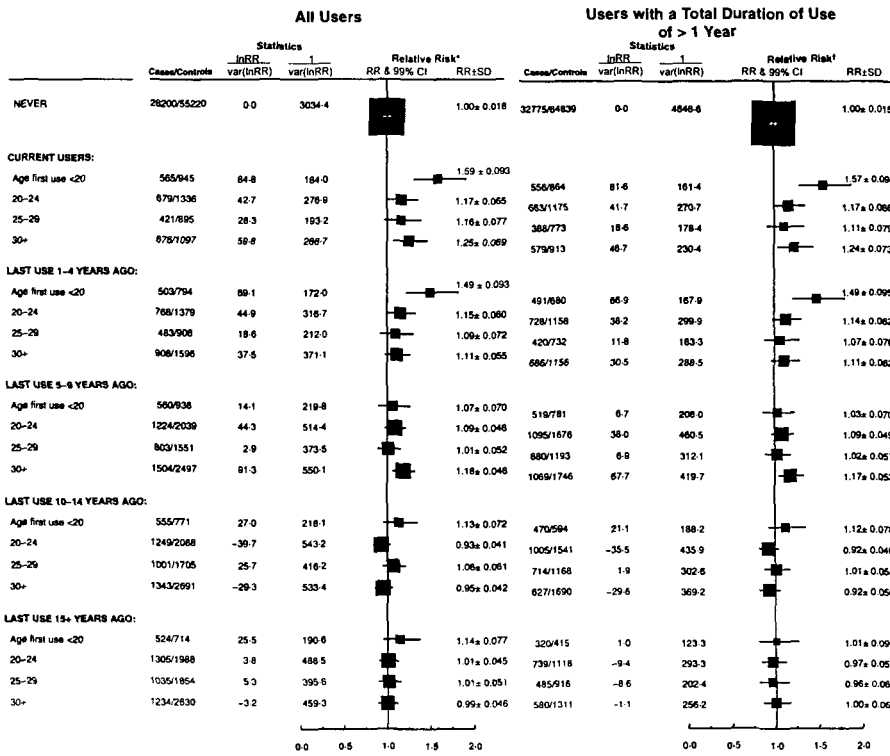 All Users
Users with a Total Duration of Use
of > 1 Year
Statistics
Statistics
lnRR 1 Relative Risk* lnRR 1 Relative Risk†
Cases/Controls var(lnRR) var(lnRR) RR & 99% CI RR±SD Cases/Controls var(lnRR) var(lnRR) RR & 99% CI RR±SD
NEVER 28200/55220 0·0 3034·4 1.00± 0.018 32775/64839 0·0 4646·6 1.00± 0.015
CURRENT USERS:
Age first use <20 565/945 84·8 184·0 1.59 ± 0.093 556/864 81·6 161·4 1.57± 0.09
20–24 679/1336 42·7 276·9 1.17± 0.065 663/1175 41·7 270·7 1.17± 0.066
25–29 421/895 28·3 193·2 1.16± 0.077 388/773 18·6 178·4 1.11± 0.079
30+ 678/1097 59·8 266·7 1.25± 0.069 579/913 46·7 230·4 1.24± 0.073
LAST USE 1–4 YEARS AGO:
Age first use <20 503/794 69·1 172·0 1.49 ± 0.093 491/680 66·9 167·9 1.49± 0.095
20–24 768/1379 44·9 316·7 1.15± 0.060 728/1158 38·2 299·9 1.14± 0.062
25–29 483/908 18·6 212·0 1.09± 0.072 420/732 11·8 183·3 1.07± 0.076
30+ 908/1596 37·5 371·1 1.11± 0.055 686/1156 30·5 288·5 1.11± 0.062
LAST USE 5–9 YEARS AGO:
Age first use <20 560/938 14·1 219·8 1.07± 0.070 519/781 6·7 208·0 1.03± 0.070
20–24 1224/2039 44·3 514·4 1.09± 0.046 1095/1676 38·0 460·5 1.09± 0.049
25–29 803/1551 2·9 373·5 1.01± 0.052 680/1193 6·9 312·1 1.02± 0.05
30+ 1504/2497 91·3 550·1 1.18± 0.046 1069/1746 67·7 419·7 1.17± 0.05
LAST USE 10–14 YEARS AGO:
Age first use <20 555/771 27·0 218·1 1.13± 0.072 470/594 21·1 188·2 1.12± 0.07
20–24 1249/2068 −39·7 543·2 0.93± 0.041 1005/1541 −35·5 435·9 0.92± 0.04
25–29 1001/1705 25·7 416·2 1.06± 0.051 714/1168 1·9 302·6 1.01± 0.05
30+ 1343/2691 −29·3 533·4 0.95± 0.042 827/1690 −29·6 369·2 0.92± 0.05
LAST USE 15+ YEARS AGO:
Age first use <20 524/714 25·5 190·6 1.14± 0.077 320/415 1·0 123·3 1.01± 0.09
20–24 1305/1988 3·8 488·5 1.01± 0.045 739/1118 −9·4 293·3 0.97± 0.05
25–29 1035/1854 5·3 395·6 1.01± 0.051 485/916 −8·6 202·4 0.96± 0.06
30+ 1234/2630 −3·2 459·3 0.99± 0.046 580/1311 −1·1 256·2 1.00± 0.06
0·0 0·5 1·0 1·5 2·0 0·0 0·5 1·0 1·5 2·0